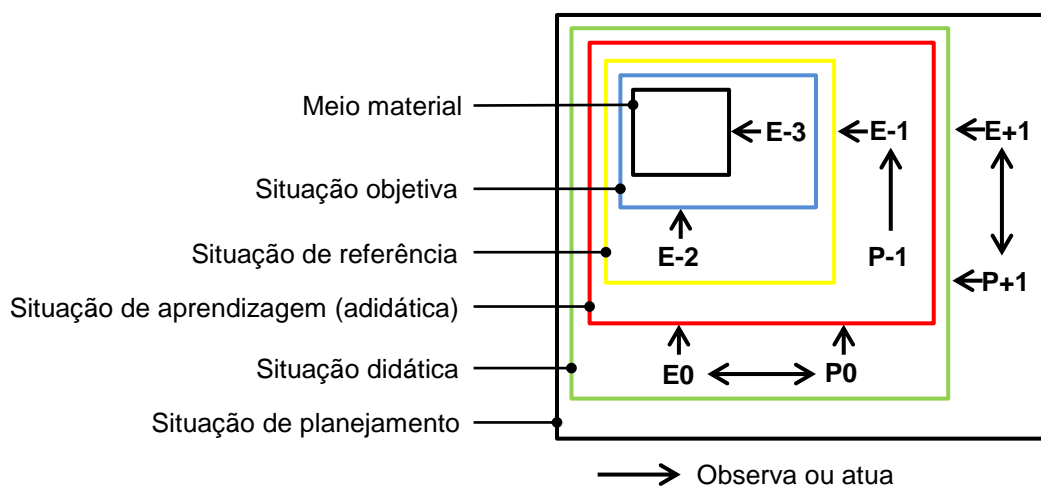 Meio material
Situação objetiva
Situação de referência
Situação de aprendizagem (adidática)
Situação didática
Situação de planejamento
E-3
E-1
E+1
E-2
P-1
P+1
E0
P0
Observa ou atua